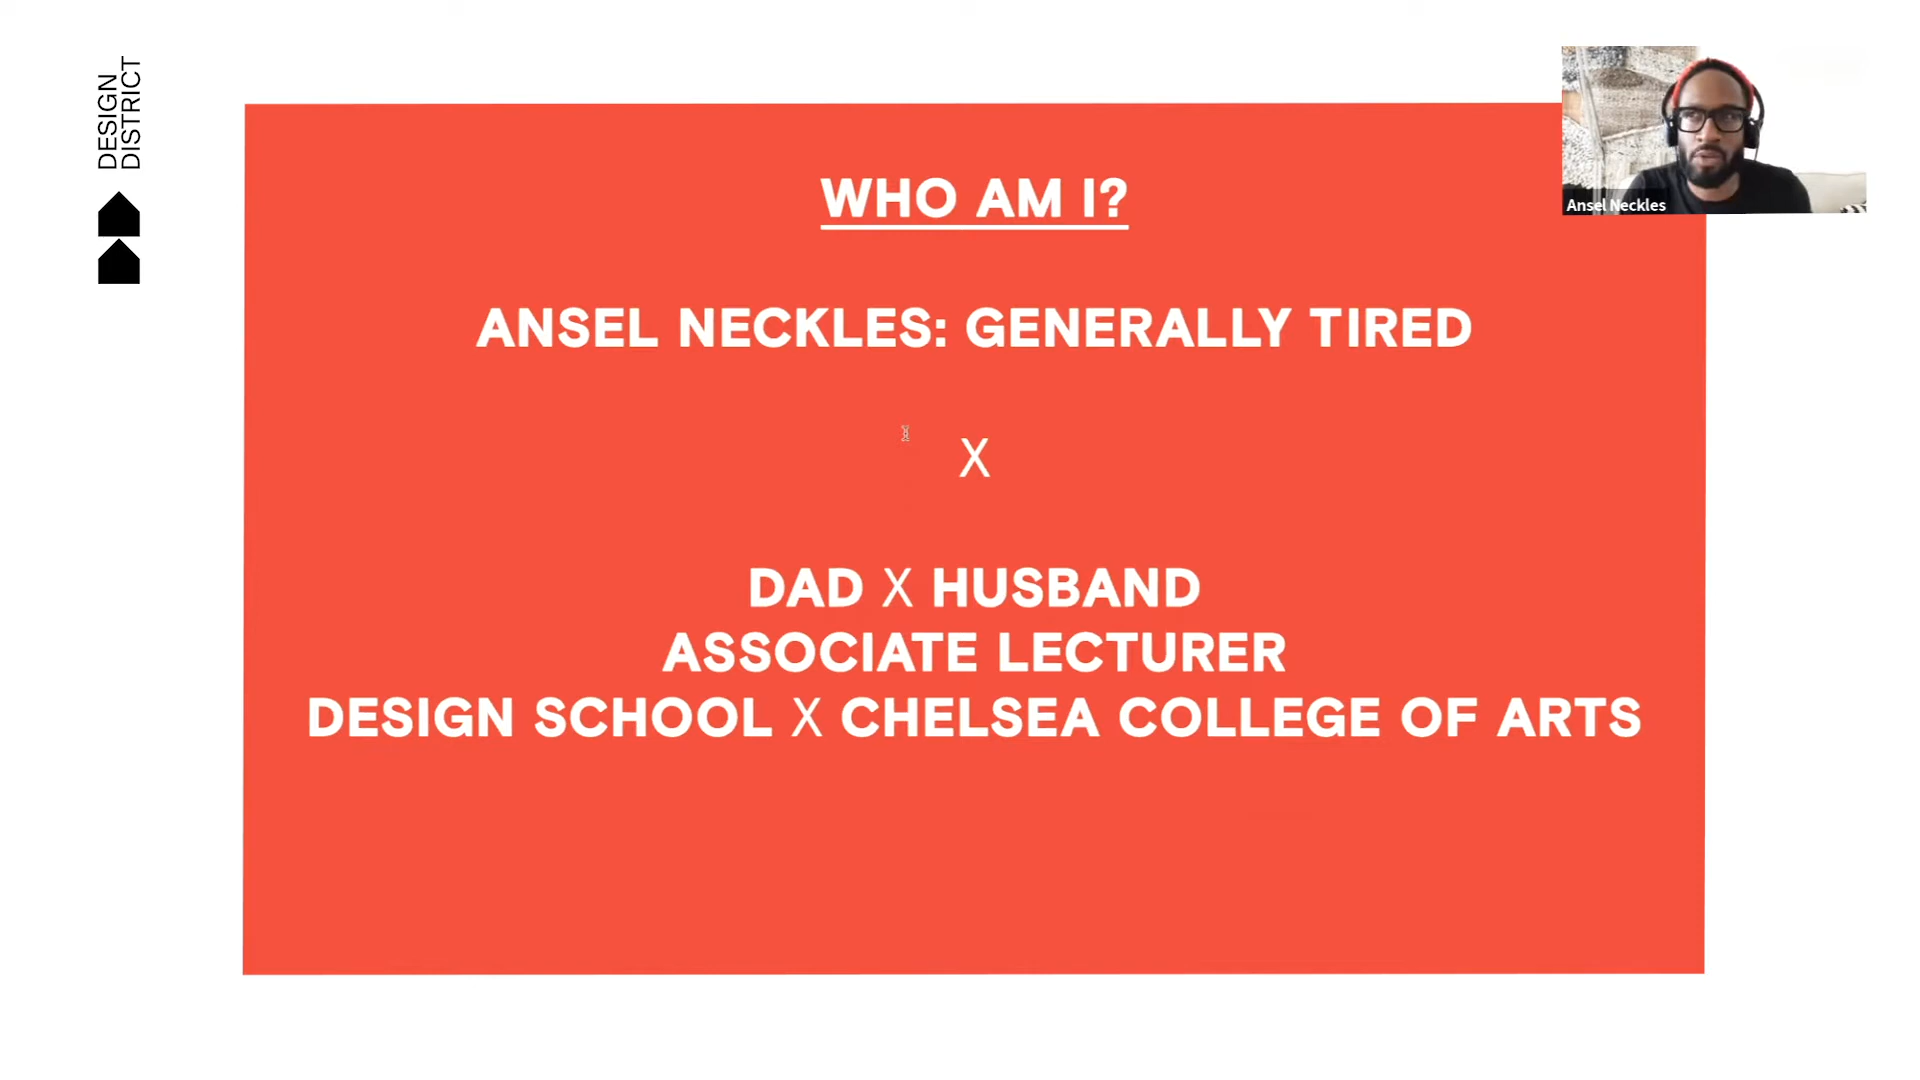 DESIGN
DISTRICT
WHO AM I?
ANSEL NECKLES: GENERALLY TIRED
X
DAD X HUSBAND
ASSOCIATE LECTURER
DESIGN SCHOOL X CHELSEA COLLEGE OF ARTS
Ansel Neckles